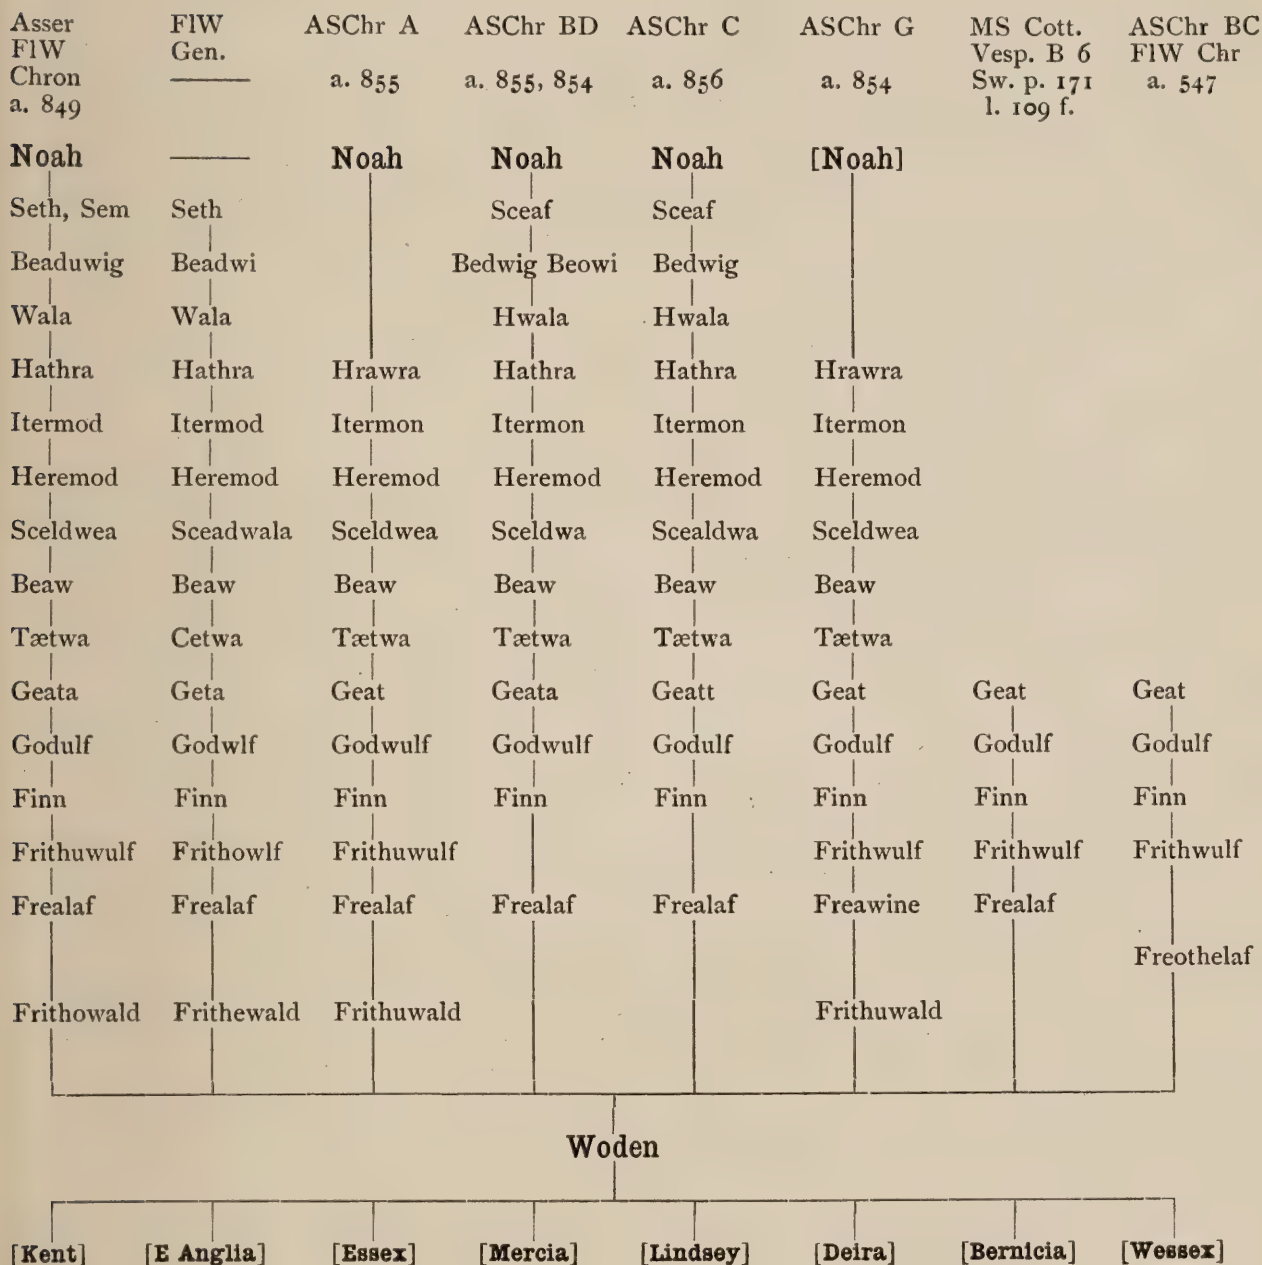 Asser FlW ASChr A ASChr BD ASChr C ASChr G MS Cott. ASChr BC
FlW Gen. Vesp. B 6 FlW Chr
Chron a. 855 a. 855, 854 a. 856 a. 854 Sw. p. 171 a. 547
a. 849 l. 109 f.
Noah Noah Noah Noah [Noah]
Seth, Sem Seth Sceaf Sceaf
Beaduwig Beadwi Bedwig Beowi Bedwig
Wala Wala Hwala Hwala
Hathra Hathra Hrawra Hathra Hathra Hrawra
Itermod Itermod Itermon Itermon Itermon Itermon
Heremod Heremod Heremod Heremod Heremod Heremod
Sceldwea Sceadwala Sceldwea Sceldwa Scealdwa Sceldwea
Beaw Beaw Beaw Beaw Beaw Beaw
Tætwa Cetwa Tætwa Tætwa Tætwa Tætwa
Geata Geta Geat Geata Geatt Geat Geat Geat
Godulf Godwlf Godwulf Godwulf Godulf Godulf Godulf Godulf
Finn Finn Finn Finn Finn Finn Finn Finn
Frithuwulf Frithowlf Frithuwulf Frithwulf Frithwulf Frithwulf
Frealaf Frealaf Frealaf Frealaf Frealaf Freawine Frealaf
Freothelaf
Frithowald Frithewald Frithuwald Frithuwald
Woden
[Kent] [E Anglia] [Essex] [Mercia] [Lindsey] [Deira] [Bernicia] [Wessex]